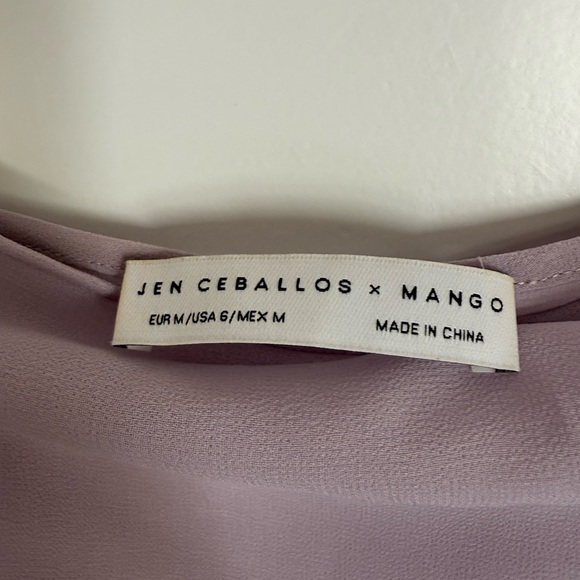 JEN CEBALLOS × MANGO
EUR M/USA 6/MEX M MADE IN CHINA